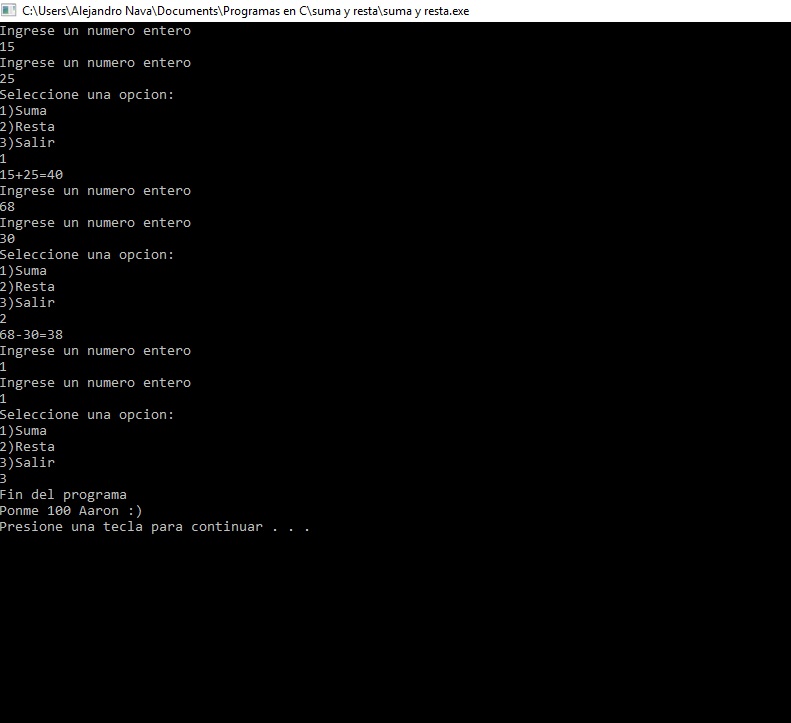 C:\Users\Alejandro Nava\Documents\Programas en C\suma y resta\suma y resta.exe
Ingrese un numero entero
15
Ingrese un numero entero
25
Seleccione una opcion:
1)Suma
2)Resta
3)Salir
1
15+25=40
Ingrese un numero entero
68
Ingrese un numero entero
30
Seleccione una opcion:
1)Suma
2)Resta
3)Salir
2
68-30=38
Ingrese un numero entero
1
Ingrese un numero entero
1
Seleccione una opcion:
1)Suma
2)Resta
3)Salir
3
Fin del programa
Ponme 100 Aaron :)
Presione una tecla para continuar . . .